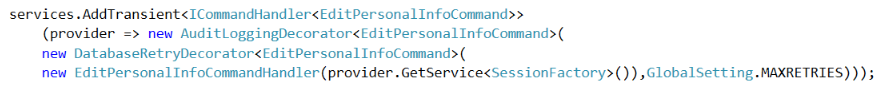 services.AddTransient<ICommandHandler<EditPersonalInfoCommand>>
(provider => new AuditLoggingDecorator<EditPersonalInfoCommand>(
new DatabaseRetryDecorator<EditPersonalInfoCommand>(
new EditPersonalInfoCommandHandler(provider.GetService<SessionFactory>()),GlobalSetting.MAXRETRIES)));